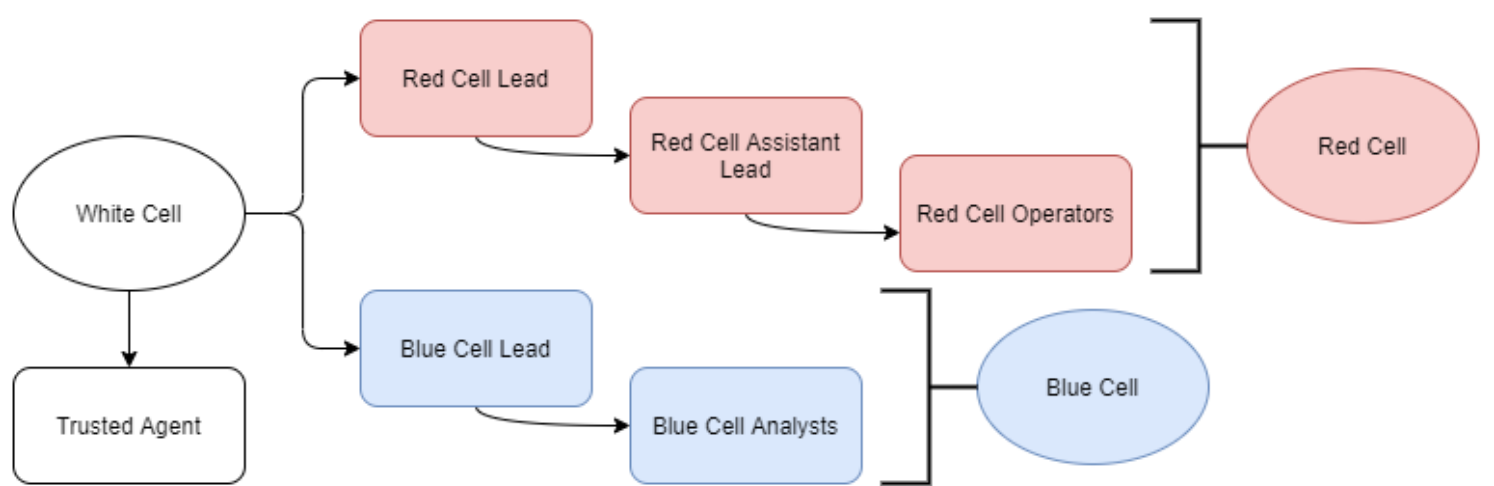 Red Cell Lead
Red Cell Assistant
Lead
Red Cell Operators
Red Cell
White Cell
Trusted Agent
Blue Cell Lead
Blue Cell Analysts
Blue Cell